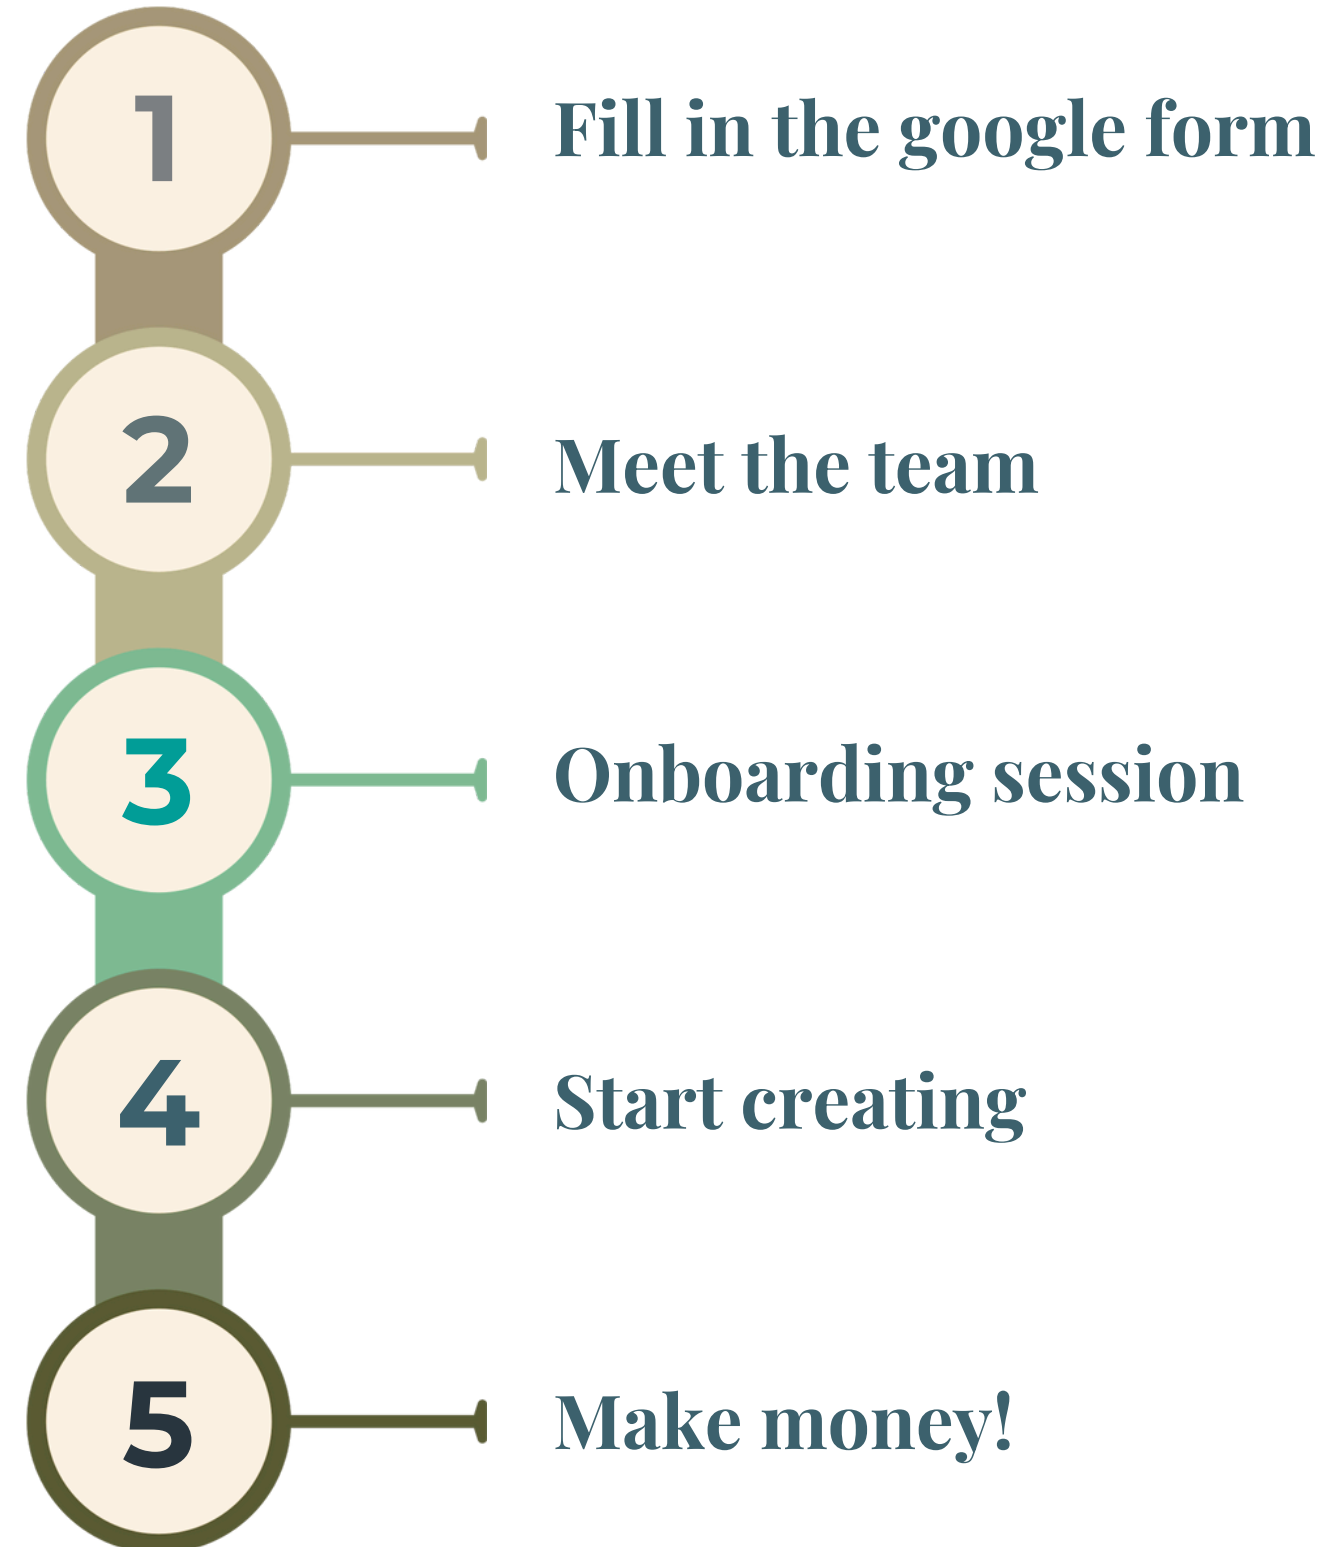 1
Fill in the google form
2
Meet the team
3
Onboarding session
4
Start creating
5
Make money!